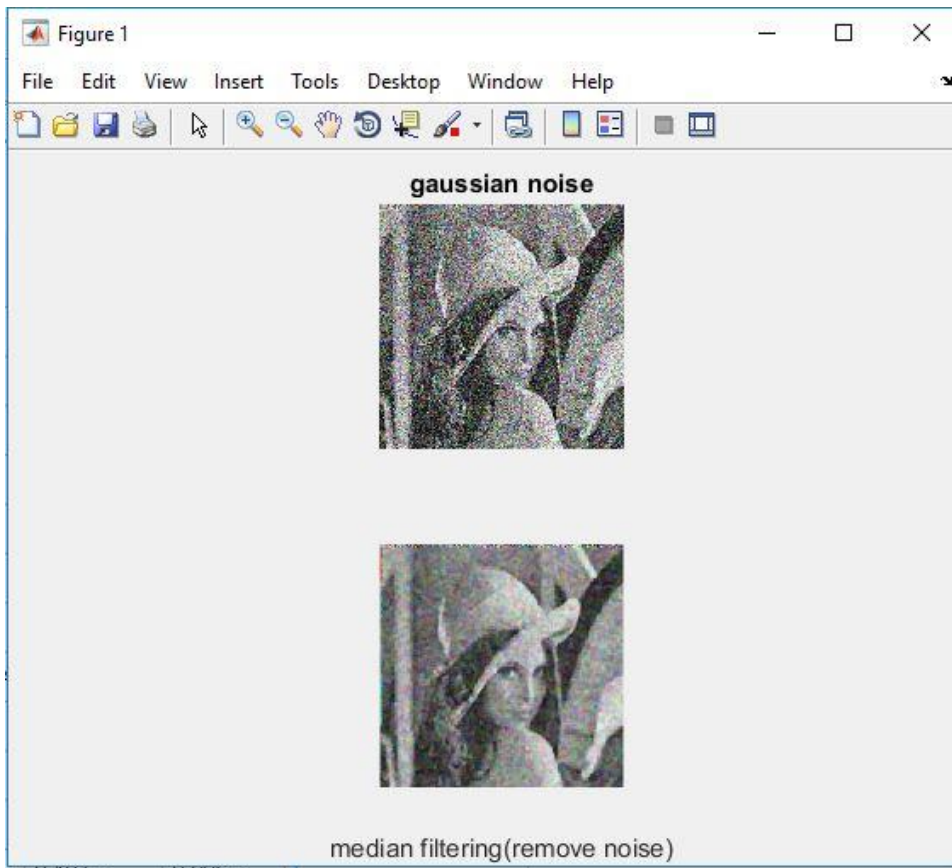 Figure 1
File Edit View Insert Tools Desktop Window Help
gaussian noise
median filtering(remove noise)